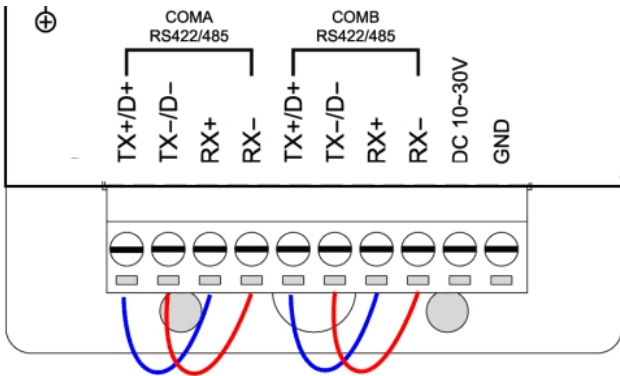 COMA
RS422/485
COMB
RS422/485
TX+/D+
TX−/D−
RX+
RX−
TX+/D+
TX−/D−
RX+
RX−
DC 10~30V
GND